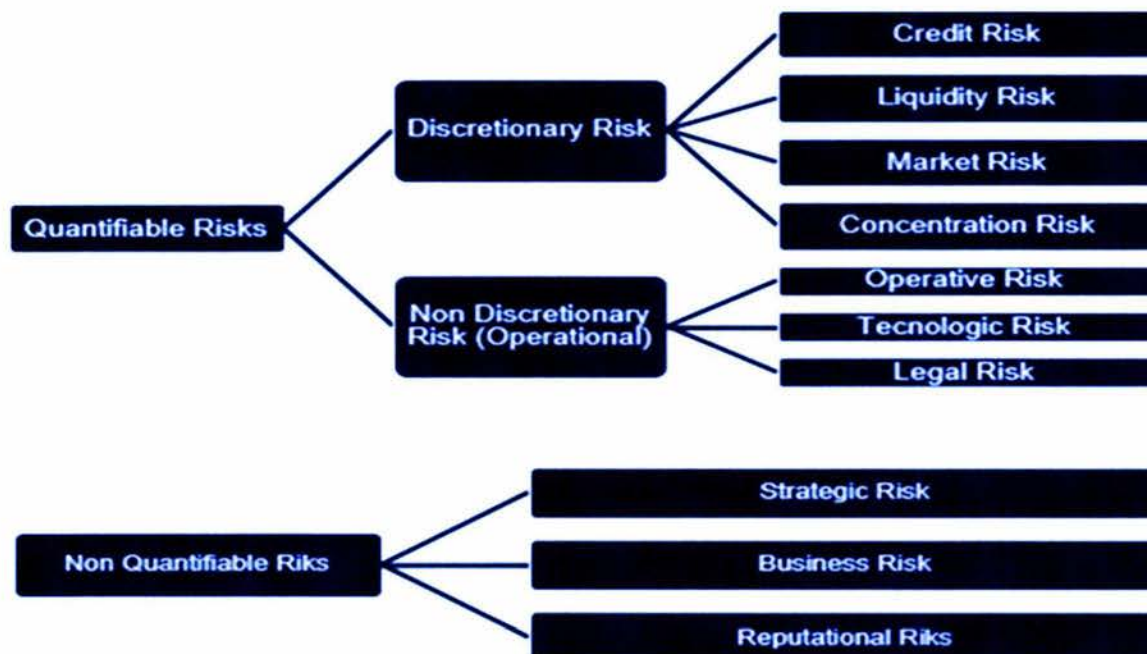 Credit Risk
Liquidity Risk
Discretionary Risk
Market Risk
Quantifiable Risks
Concentration Risk
Operative Risk
Non Discretionary
Risk (Operational)
Tecnologic Risk
Legal Risk
Strategic Risk
Non Quantifiable Riks
Business Risk
Reputational Riks